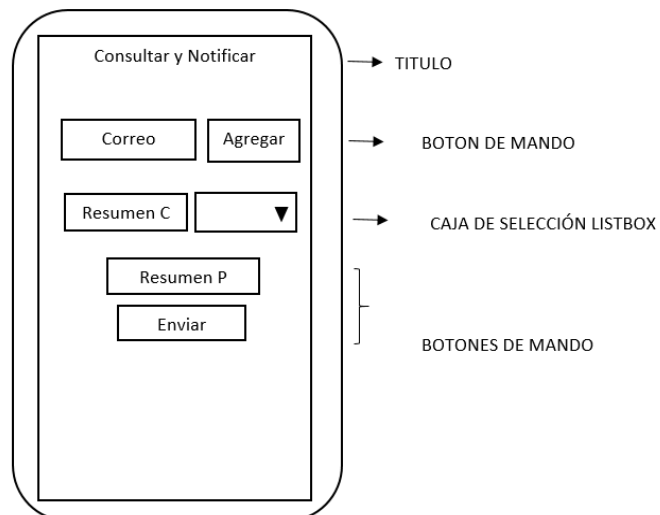 Consultar y Notificar
TITULO
Correo
Agregar
BOTON DE MANDO
Resumen C
CAJA DE SELECCIÓN LISTBOX
Resumen P
Enviar
BOTONES DE MANDO